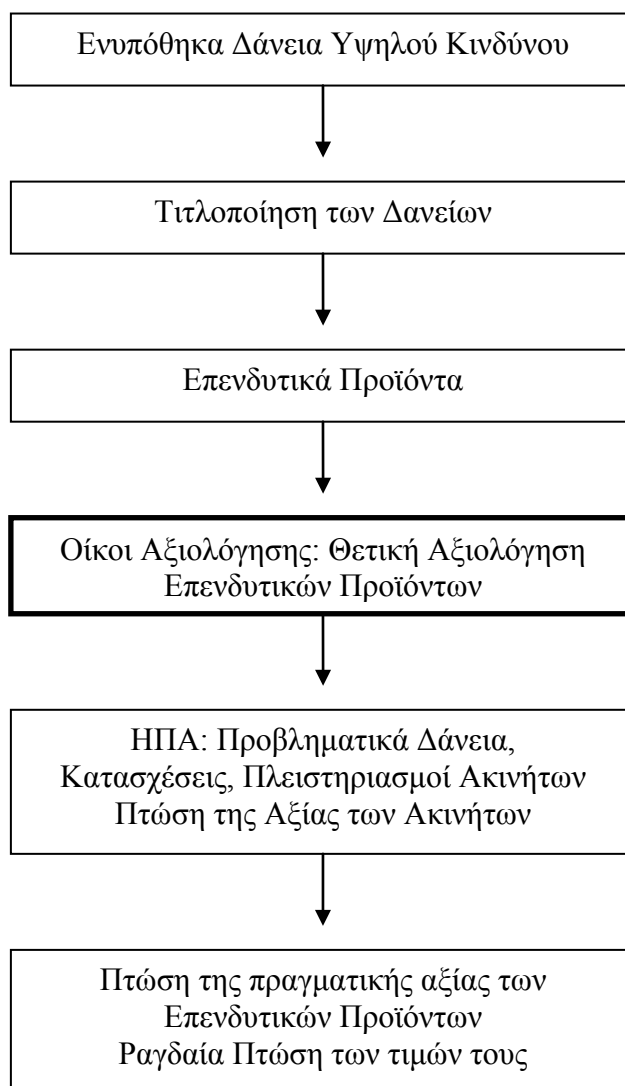 Ενυπόθηκα Δάνεια Υψηλού Κινδύνου
Τιτλοποίηση των Δανείων
Επενδυτικά Προϊόντα
Οίκοι Αξιολόγησης: Θετική Αξιολόγηση
Επενδυτικών Προϊόντων
ΗΠΑ: Προβληματικά Δάνεια,
Κατασχέσεις, Πλειστηριασμοί Ακινήτων
Πτώση της Αξίας των Ακινήτων
Πτώση της πραγματικής αξίας των
Επενδυτικών Προϊόντων
Ραγδαία Πτώση των τιμών τους